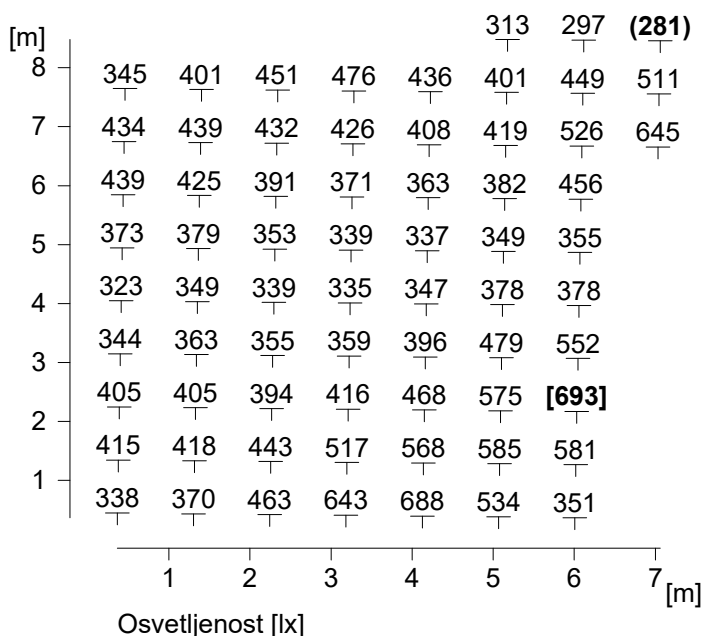 313 297 (281)
[m]
8 345 401 451 476 436 401 449 511
7 434 439 432 426 408 419 526 645
6 439 425 391 371 363 382 456
5 373 379 353 339 337 349 355
4 323 349 339 335 347 378 378
3 344 363 355 359 396 479 552
405 405 394 416 468 575 [693]
2
415 418 443 517 568 585 581
1
338 370 463 643 688 534 351
1 2 3 4 5 6 7
[m]
Osvetljenost [lx]